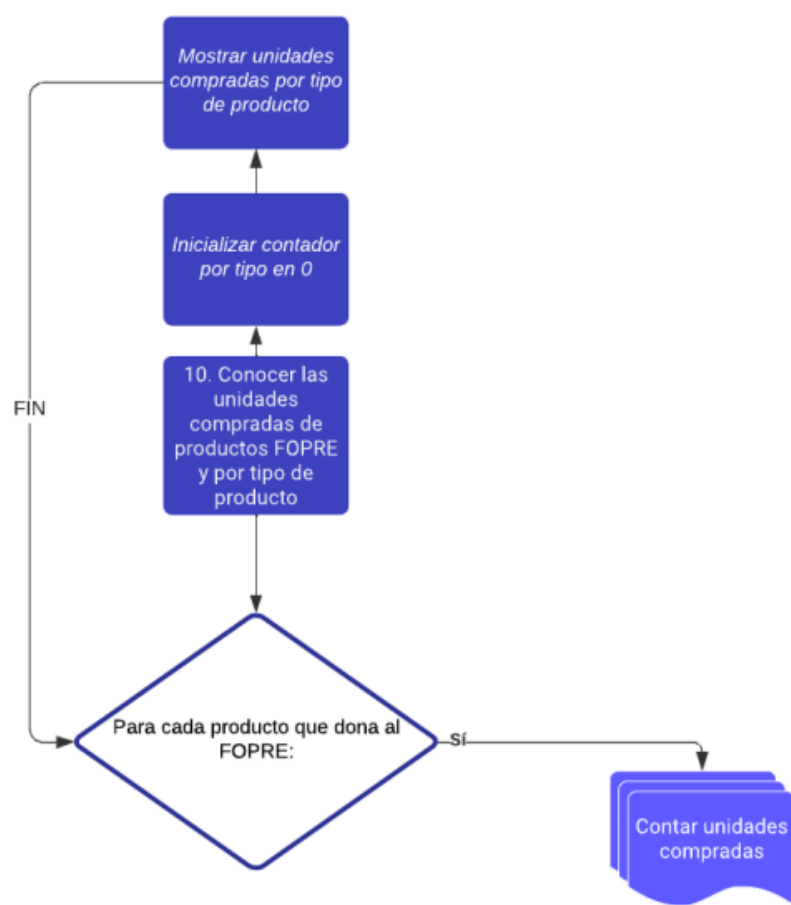 Mostrar unidades
compradas por tipo
de producto
Inicializar contador
por tipo en 0
10. Conocer las
unidades
compradas de
productos FOPRE
y por tipo de
producto
FIN
Para cada producto que dona al
FOPRE:
Sí
Contar unidades
compradas